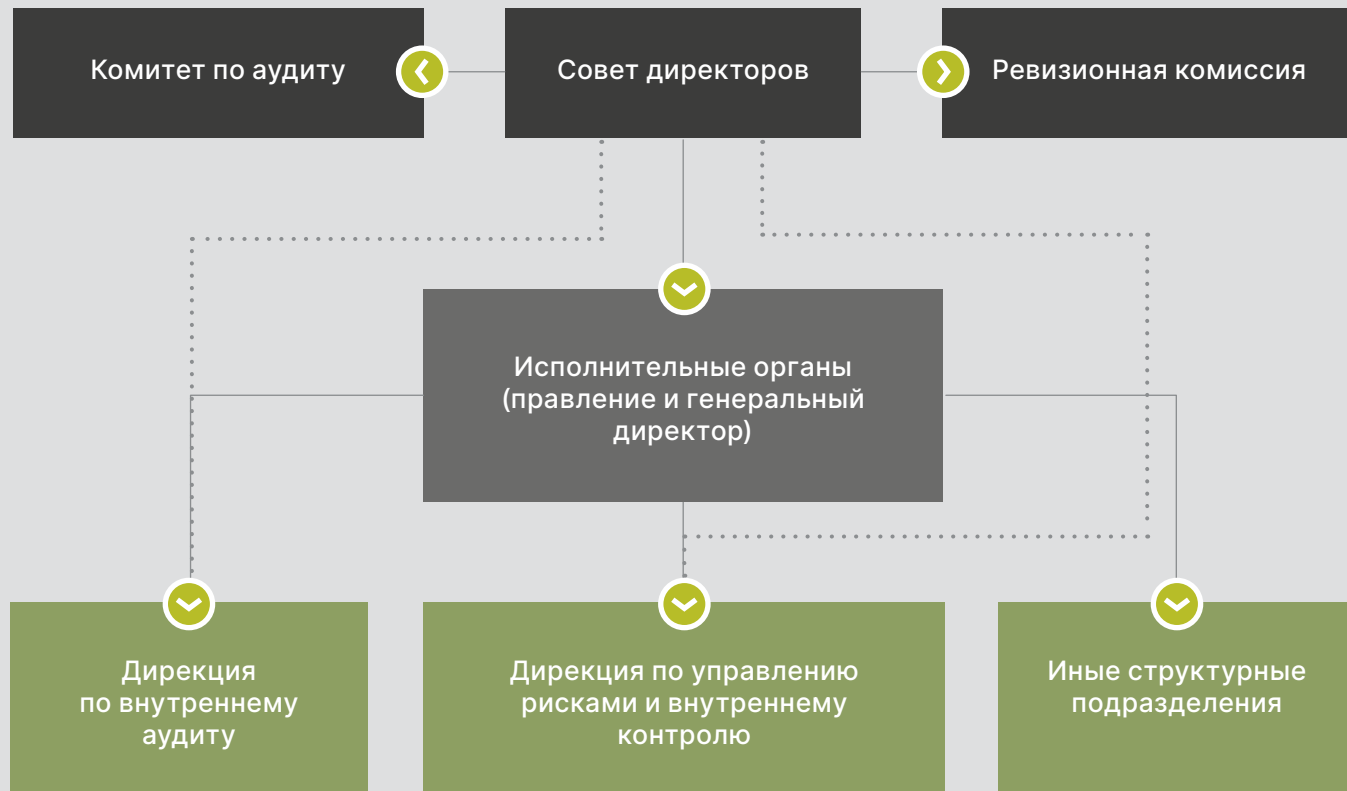 Комитет по аудиту
Совет директоров
Ревизионная комиссия
Исполнительные органы
(правление и генеральный
директор)
Дирекция
по внутреннему
аудиту
Дирекция по управлению
рисками и внутреннему
контролю
Иные структурные
подразделения